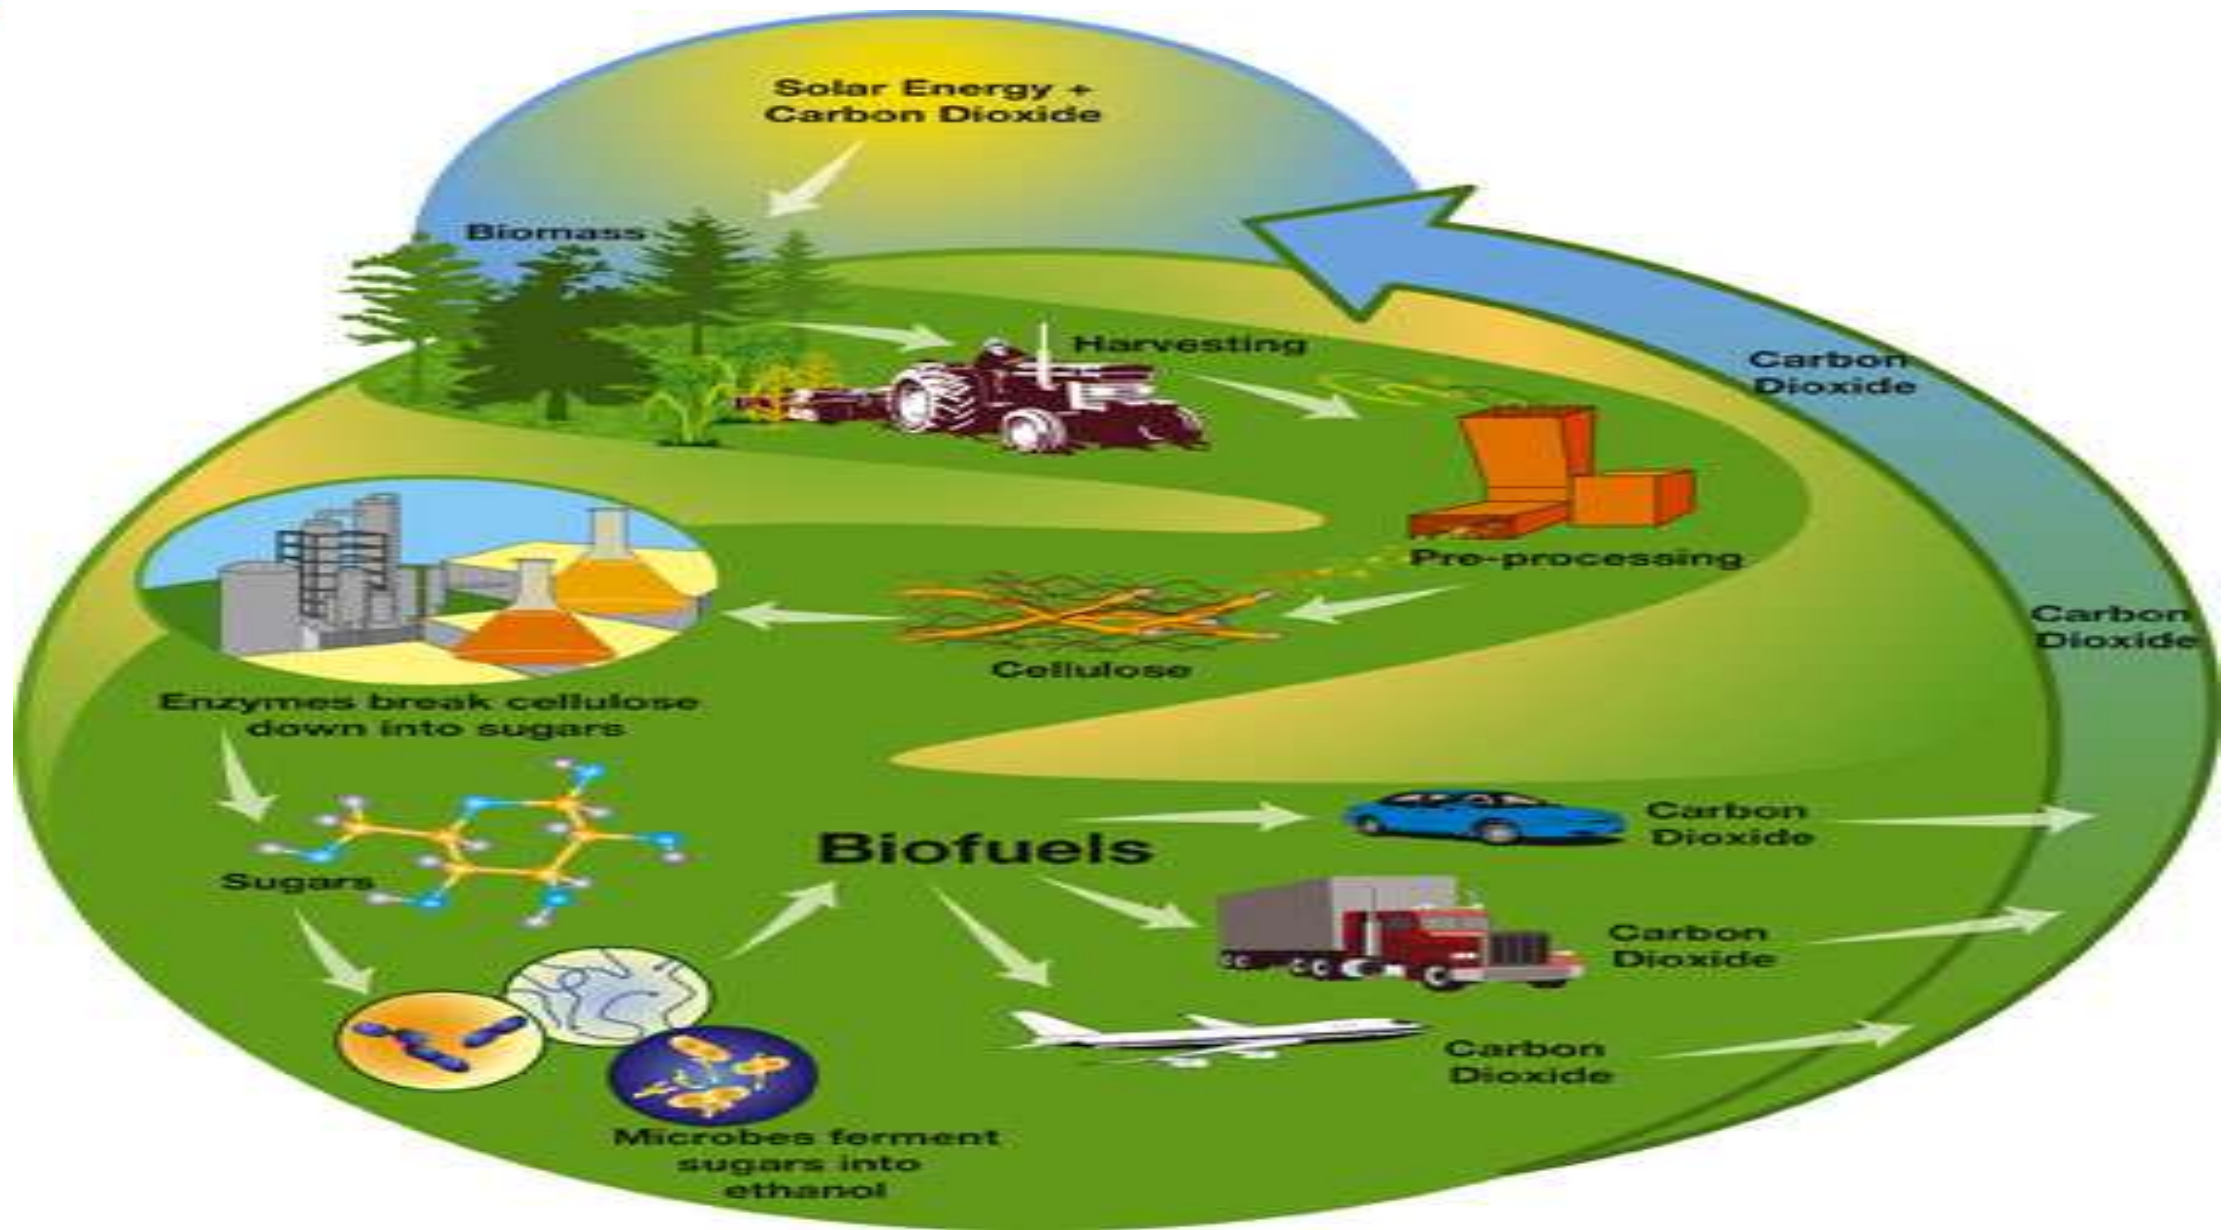 Solar Energy +
Carbon Dioxide
Biomass
Harvesting
Carbon
Dioxide
Pre-processing
Carbon
Dioxide
Cellulose
Enzymes break cellulose
down into sugars
Sugars
Biofuels
Carbon
Dioxide
Carbon
Dioxide
Carbon
Dioxide
Microbes ferment
sugars into
ethanol